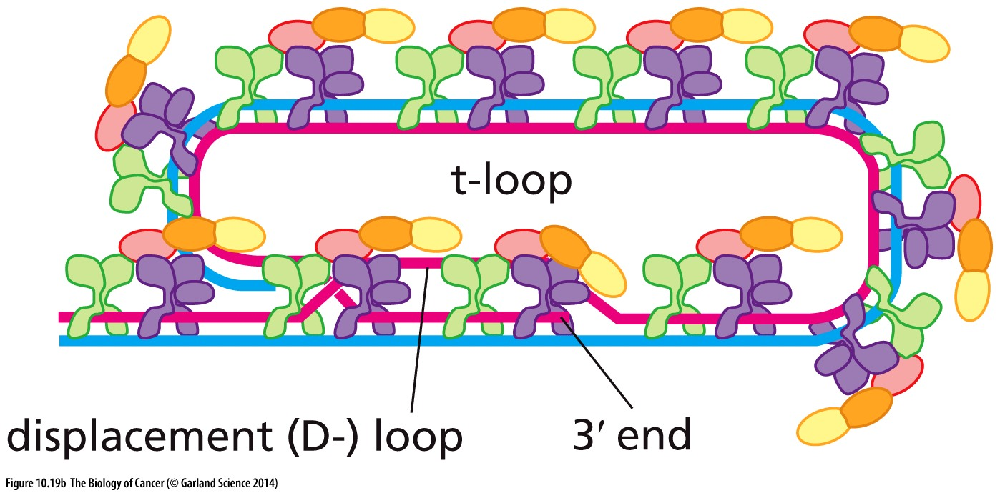 t-loop
displacement (D-) loop
3′ end
Figure 10.19b The Biology of Cancer (© Garland Science 2014)